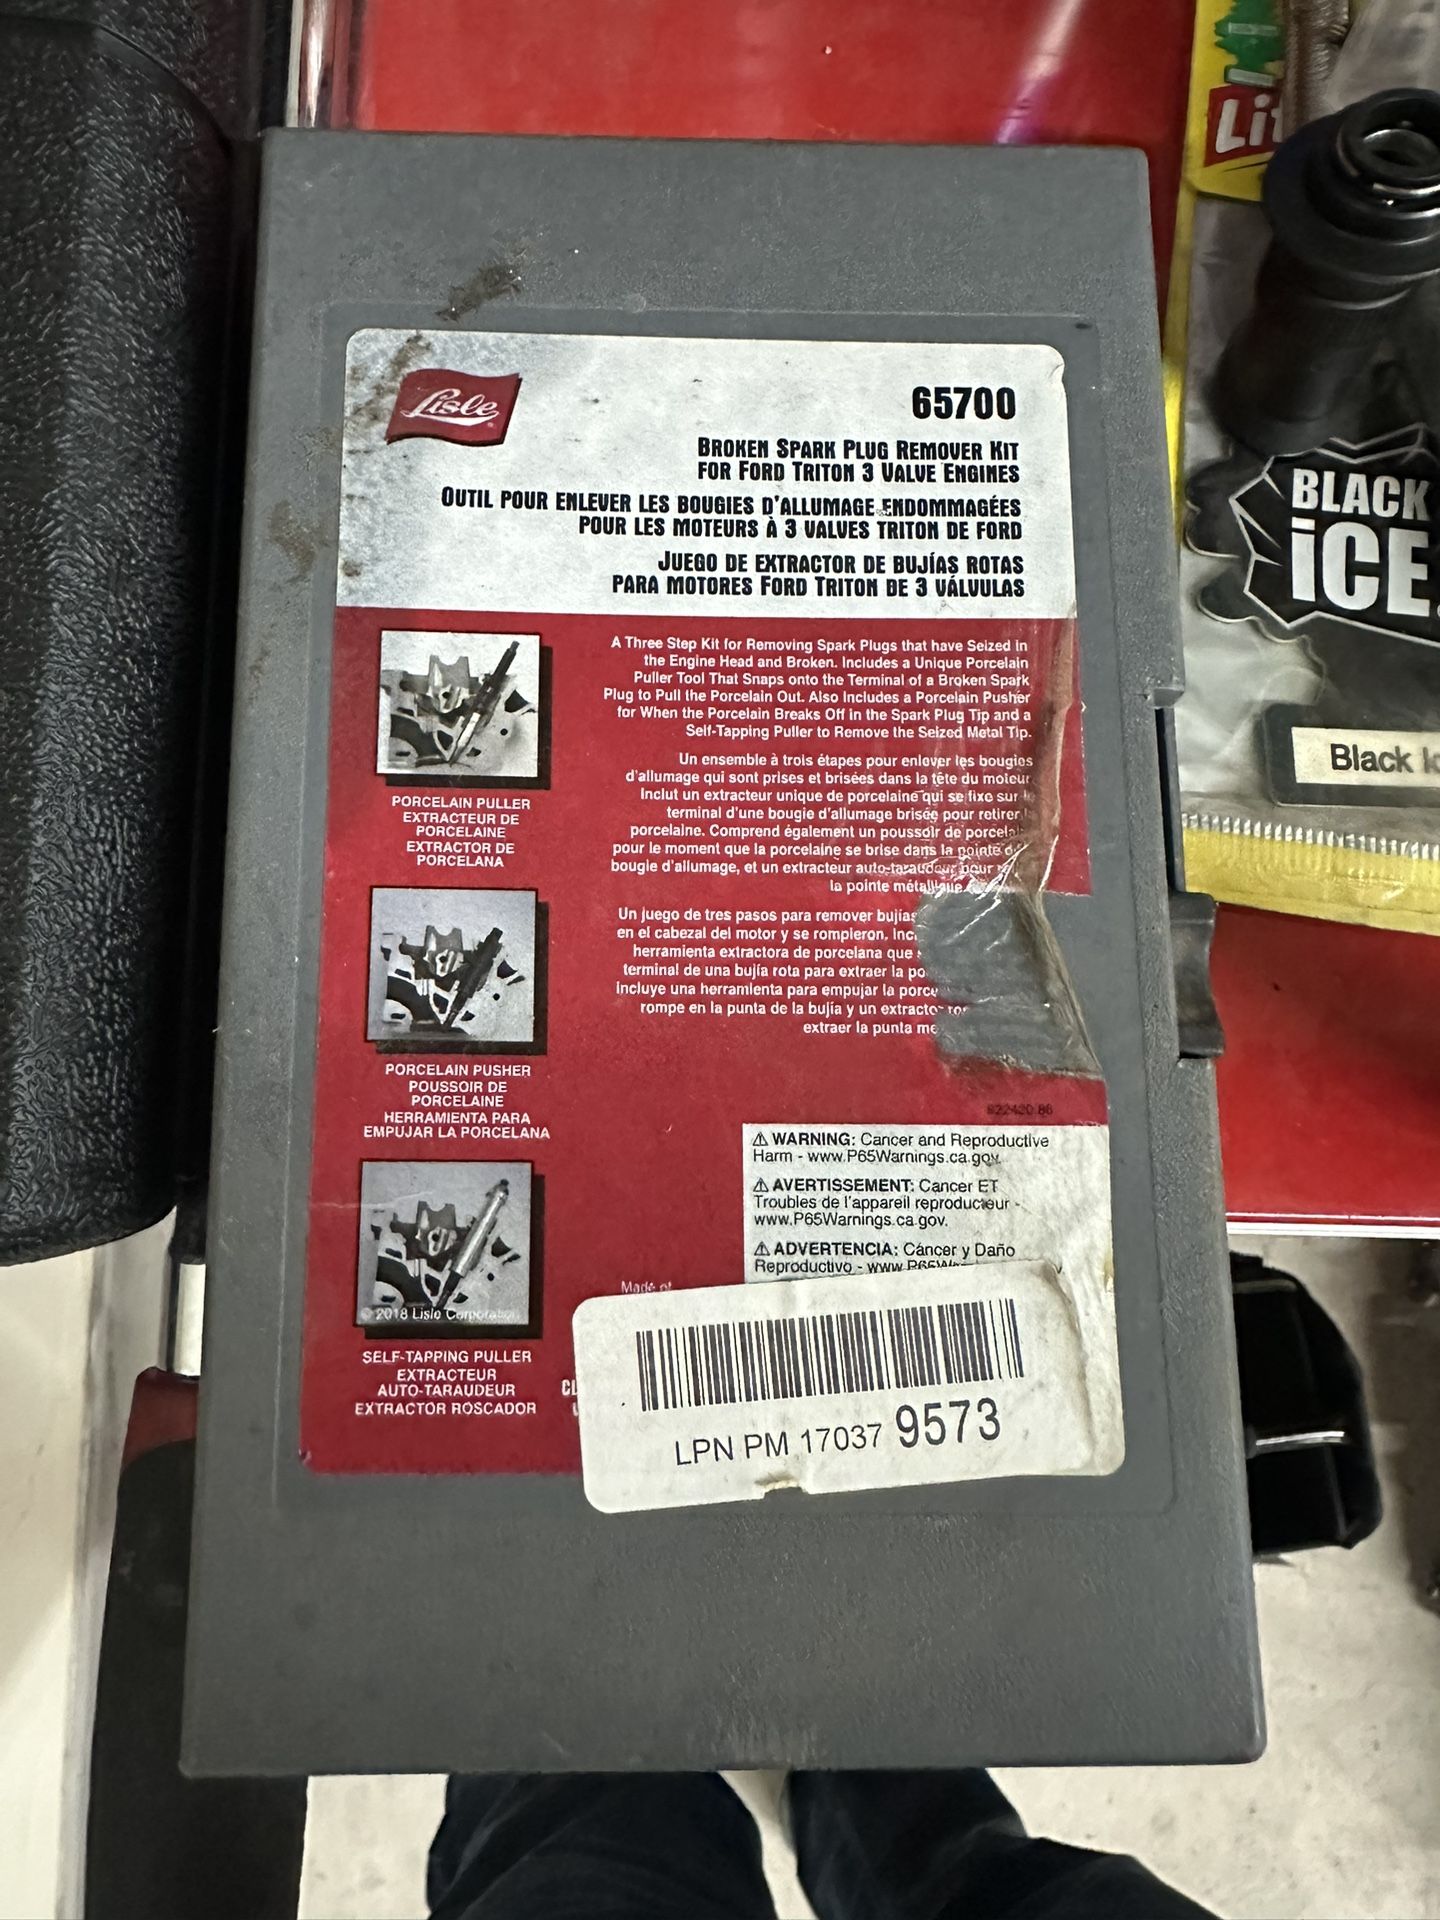 Lisle
65700
BROKEN SPARK PLUG REMOVER KIT
FOR FORD TRITON 3 VALVE ENGINES
OUTIL POUR ENLEVER LES BOUGIES D'ALLUMAGE ENDOMMAGÉES
POUR LES MOTEURS À 3 VALVES TRITON DE FORD
JUEGO DE EXTRACTOR DE BUJÍAS ROTAS
PARA MOTORES FORD TRITON DE 3 VÁLVULAS
A Three Step Kit for Removing Spark Plugs that have Seized in
the Engine Head and Broken. Includes a Unique Porcelain
Puller Tool That Snaps onto the Terminal of a Broken Spark
Plug to Pull the Porcelain Out. Also Includes a Porcelain Pusher
for When the Porcelain Breaks Off in the Spark Plug Tip and a
Self-Tapping Puller to Remove the Seized Metal Tip.
Un ensemble à trois étapes pour enlever les bougies
d'allumage qui sont prises et brisées dans la tête du moteur
Inclut un extracteur unique de porcelaine qui se fixe sur
terminal d'une bougie d'allumage brisée pour retirer
porcelaine. Comprend également un poussoir de
pour le moment que la porcelaine se brise dans la pointe
bougie d'allumage, et un extracteur auto-taraudeur pour
la pointe métallique.
Un juego de tres pasos para remover bujías
en el cabezal del motor y se rompieron.
herramienta extractora de porcelana que
terminal de una bujía rota para extraer la
Incluye una herramienta para empujar la
rompe en la punta de la bujía y un
extraer la punta
PORCELAIN PULLER
EXTRACTEUR DE
PORCELAINE
EXTRACTOR DE
PORCELANA
PORCELAIN PUSHER
POUSSOIR DE
PORCELAINE
HERRAMIENTA PARA
EMPUJAR LA PORCELANA
© 2018 Lisle Corporation
SELF-TAPPING PULLER
EXTRACTEUR
AUTO-TARAUDEUR
EXTRACTOR ROSCADOR
⚠ WARNING: Cancer and Reproductive
Harm - www.P65Warnings.ca.gov.
⚠ AVERTISSEMENT: Cancer ET
Troubles de l'appareil reproducteur -
www.P65Warnings.ca.gov.
⚠ ADVERTENCIA: Cáncer y Daño
Reproductivo -
Made of
LPN PM 17037 9573
BLACK
iCE
Black